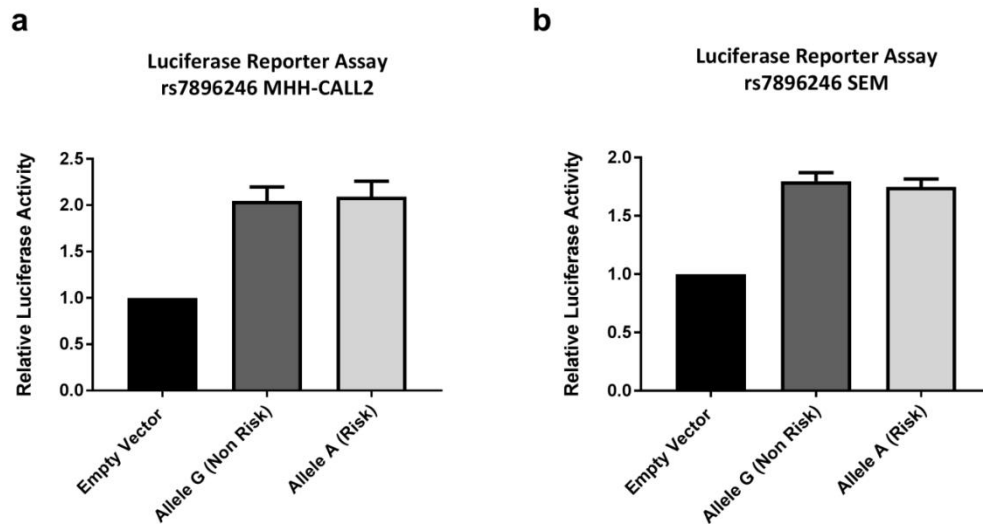 a
Luciferase Reporter Assay
rs7896246 MHH-CALL2
Relative Luciferase Activity
2.5
2.0
1.5
1.0
0.5
0.0
Empty Vector
Allele G (Non Risk)
Allele A (Risk)
b
Luciferase Reporter Assay
rs7896246 SEM
Relative Luciferase Activity
2.0
1.5
1.0
0.5
0.0
Empty Vector
Allele G (Non Risk)
Allele A (Risk)